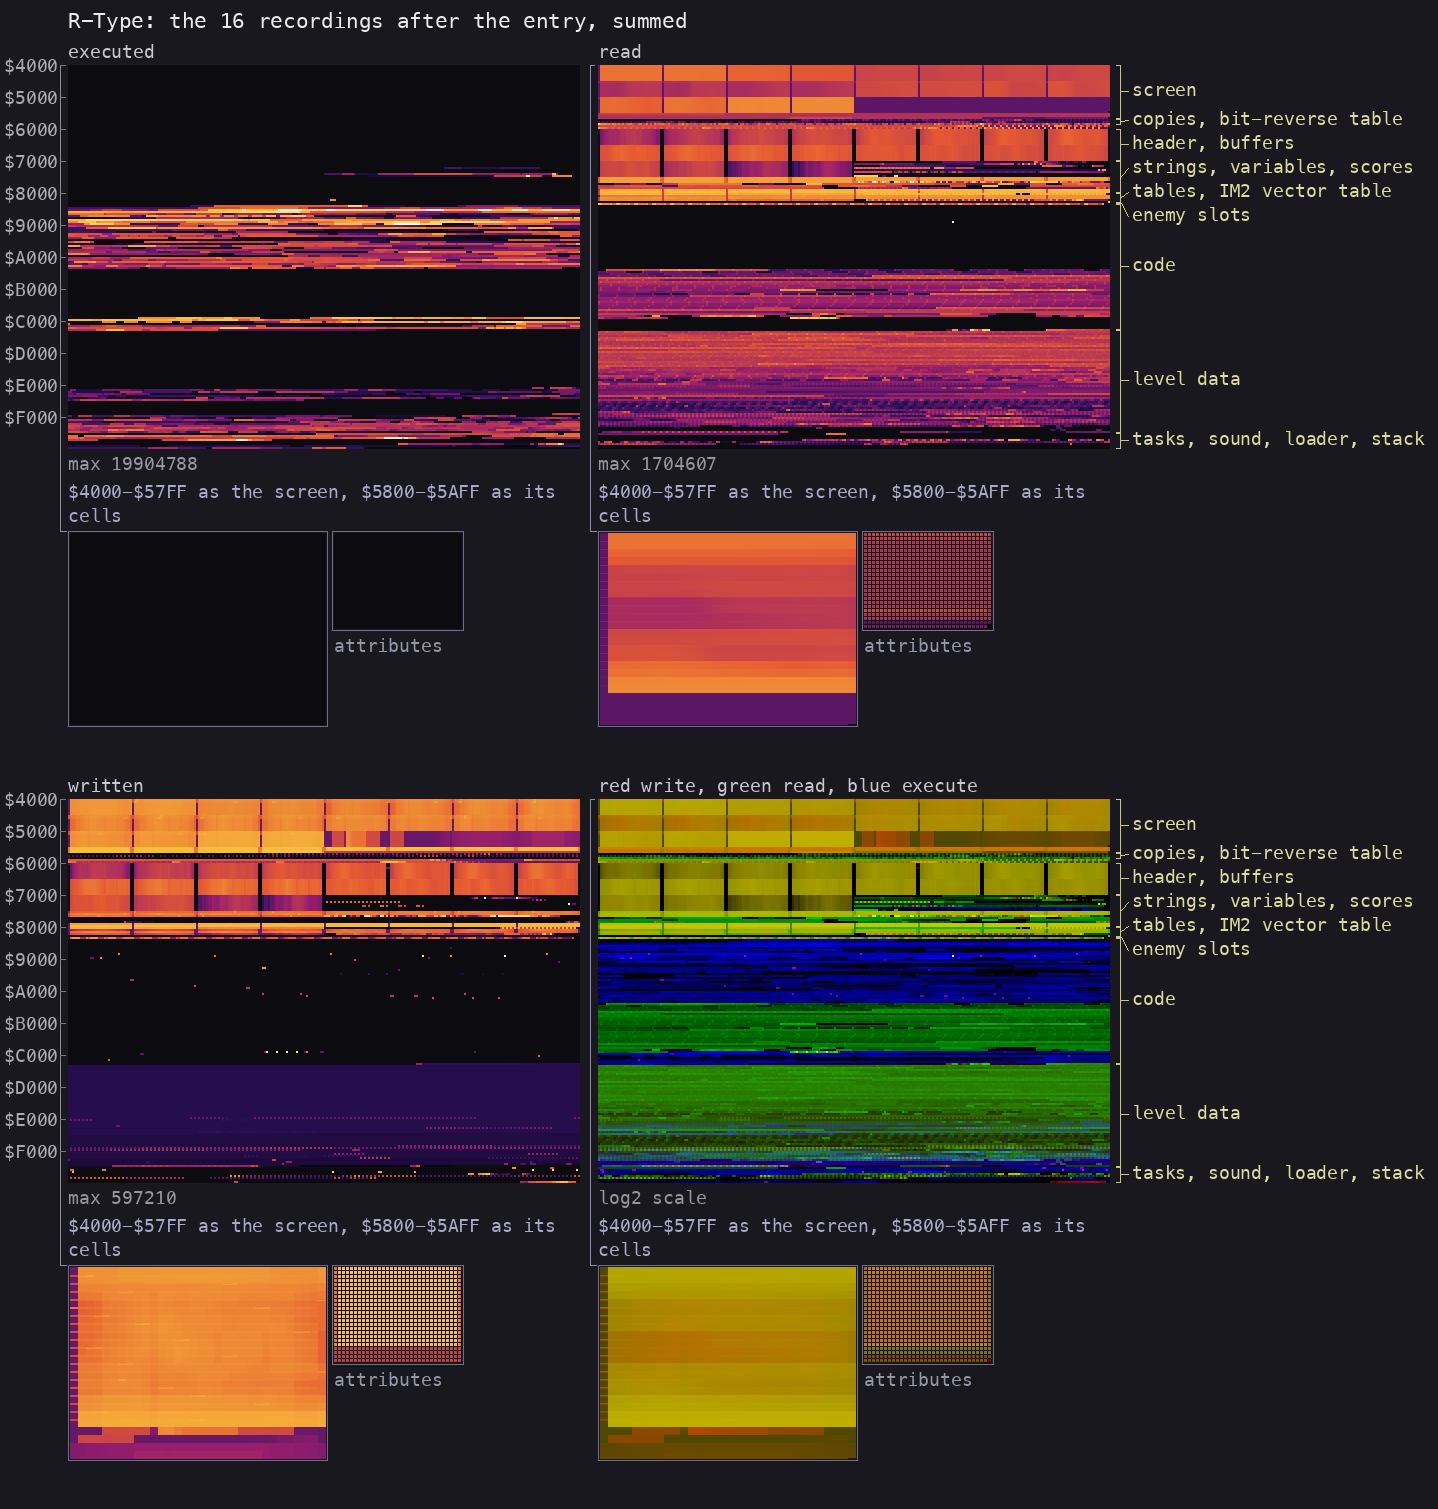 R-Type: the 16 recordings after the entry, summed
executed
read
$4000
$5000
$6000
$7000
$8000
$9000
$A000
$B000
$C000
$D000
$E000
$F000
screen
copies, bit-reverse table
header, buffers
strings, variables, scores
tables, IM2 vector table
enemy slots
code
level data
tasks, sound, loader, stack
max 19904788
max 1704607
$4000-$57FF as the screen, $5800-$5AFF as its
cells
$4000-$57FF as the screen, $5800-$5AFF as its
cells
attributes
attributes
written
red write, green read, blue execute
$4000
$5000
$6000
$7000
$8000
$9000
$A000
$B000
$C000
$D000
$E000
$F000
screen
copies, bit-reverse table
header, buffers
strings, variables, scores
tables, IM2 vector table
enemy slots
code
level data
tasks, sound, loader, stack
max 597210
log2 scale
$4000-$57FF as the screen, $5800-$5AFF as its
cells
$4000-$57FF as the screen, $5800-$5AFF as its
cells
attributes
attributes